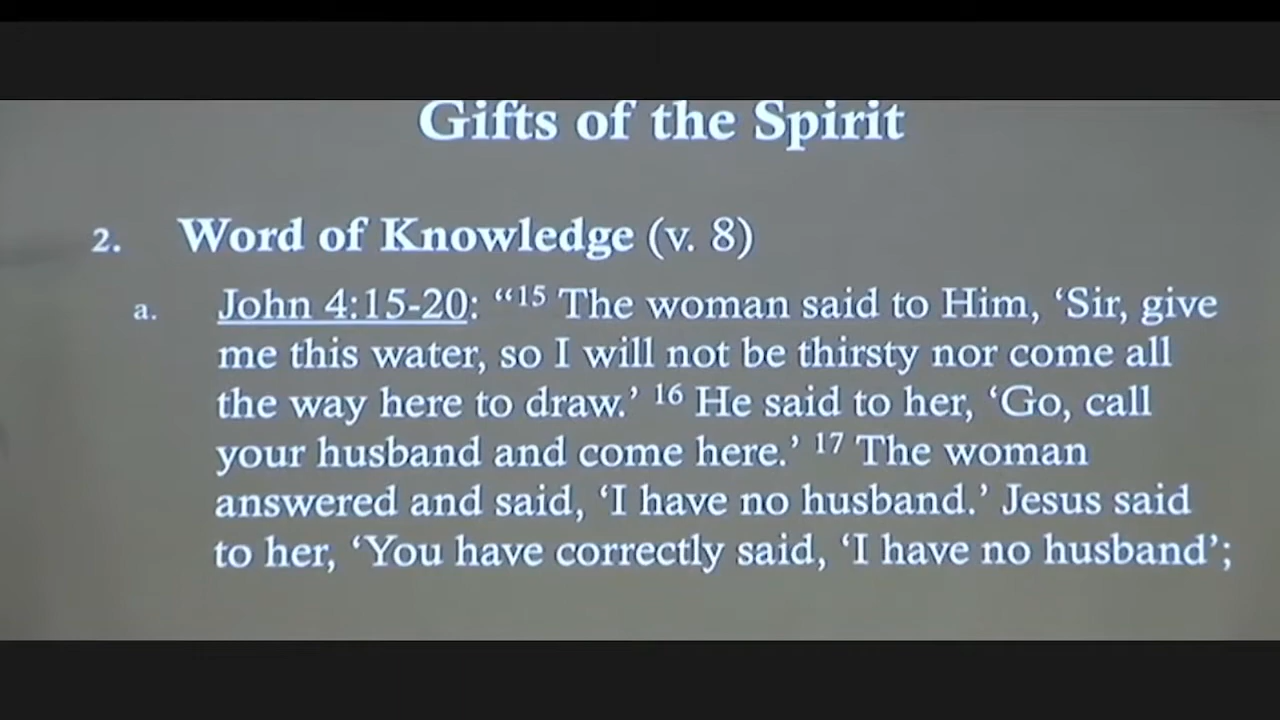 Gifts of the Spirit
2. Word of Knowledge (v. 8)
a. John 4:15-20: “¹⁵ The woman said to Him, ‘Sir, give
me this water, so I will not be thirsty nor come all
the way here to draw.’ ¹⁶ He said to her, ‘Go, call
your husband and come here.’ ¹⁷ The woman
answered and said, ‘I have no husband.’ Jesus said
to her, ‘You have correctly said, ‘I have no husband’;